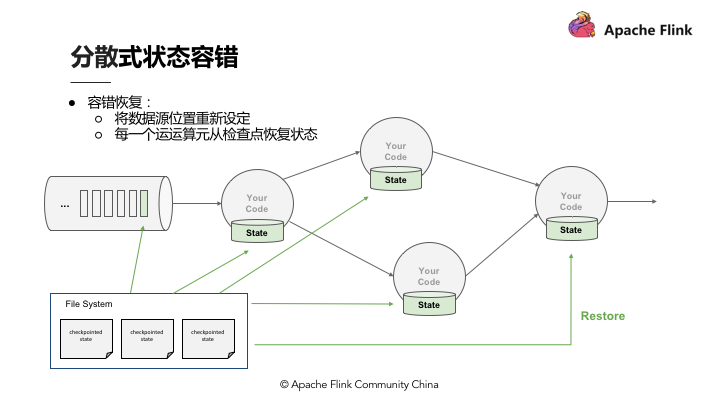 Apache Flink
分散式状态容错
● 容错恢复：
○ 将数据源位置重新设定
○ 每一个运运算元从检查点恢复状态
Your
Code
State
...
Your
Code
State
Your
Code
State
Your
Code
State
File System
checkpointed
state
checkpointed
state
checkpointed
state
Restore
© Apache Flink Community China